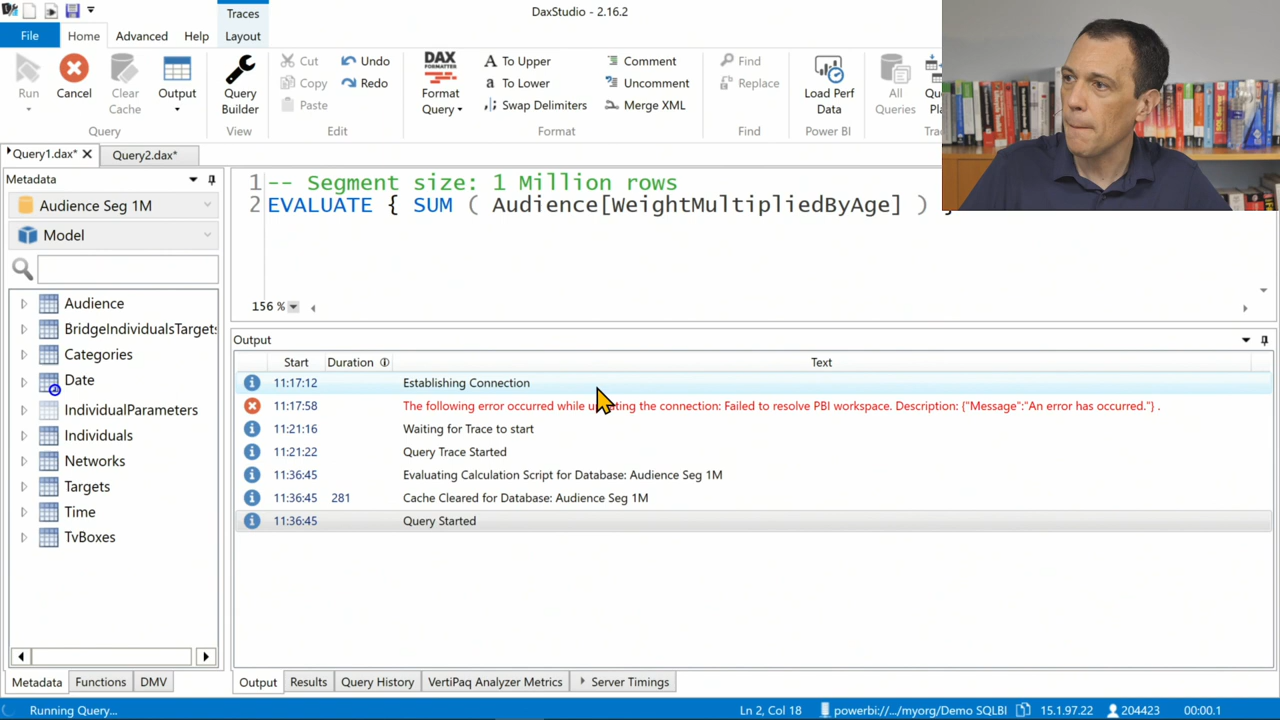 Traces
DaxStudio - 2.16.2
File Home Advanced Help Layout
Run Cancel Clear Cache Output
Query Builder
Cut Copy Paste Undo Redo
DAX FORMATTER Format Query
To Upper To Lower Swap Delimiters
Comment Uncomment Merge XML
Find Replace
Load Perf Data
All Queries
Query View Edit Format Find Power BI
Query1.dax* Query2.dax*
Metadata
Audience Seg 1M
Model
Audience
BridgeIndividualsTargets
Categories
Date
IndividualParameters
Individuals
Networks
Targets
Time
TvBoxes
1 -- Segment size: 1 Million rows
2 EVALUATE { SUM ( Audience[WeightMultipliedByAge] ) }
156 %
Output
Start Duration Text
11:17:12 Establishing Connection
11:17:58 The following error occurred while updating the connection: Failed to resolve PBI workspace. Description: {"Message":"An error has occurred."} .
11:21:16 Waiting for Trace to start
11:21:22 Query Trace Started
11:36:45 Evaluating Calculation Script for Database: Audience Seg 1M
11:36:45 281 Cache Cleared for Database: Audience Seg 1M
11:36:45 Query Started
Metadata Functions DMV
Output Results Query History VertiPaq Analyzer Metrics Server Timings
Running Query... Ln 2, Col 18 powerbi://.../myorg/Demo SQLBI 15.1.97.22 204423 00:00.1